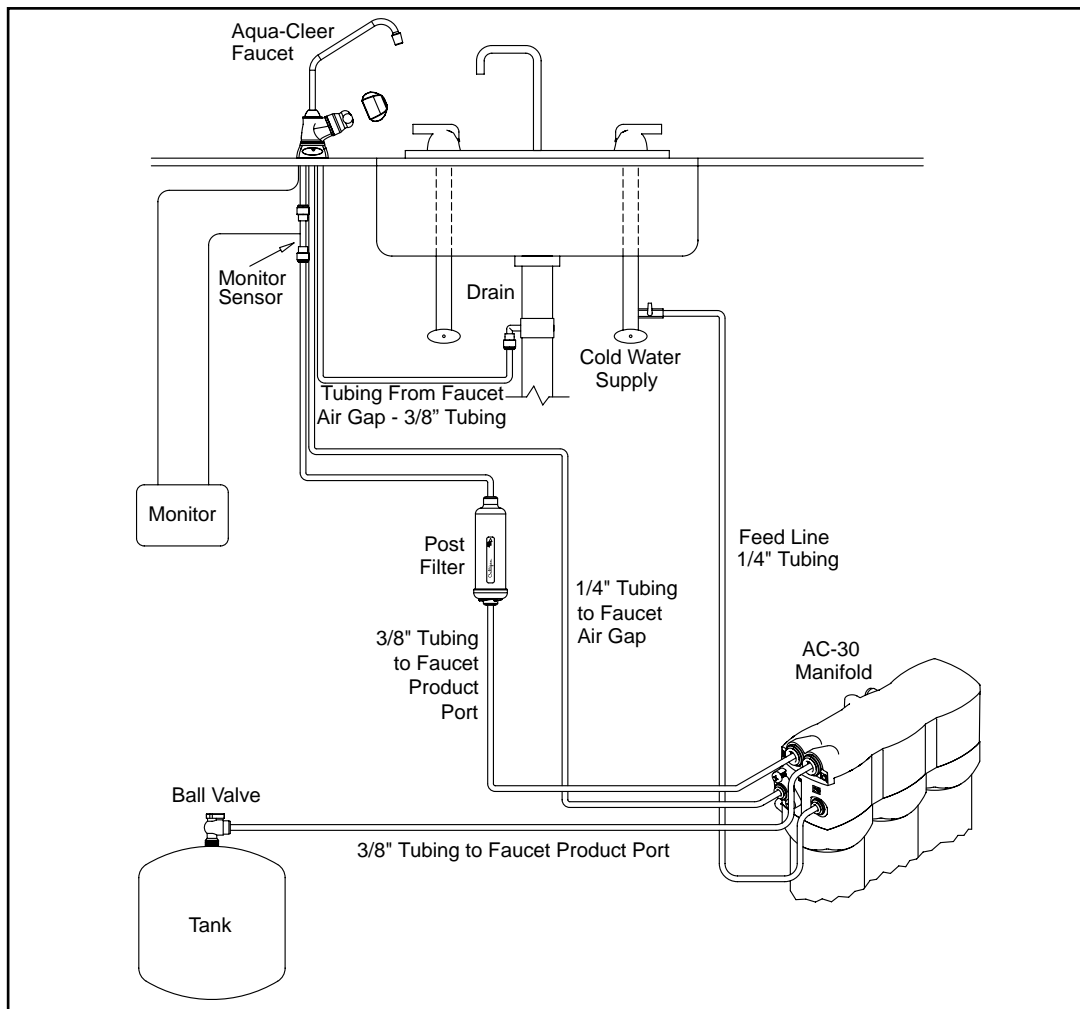 Aqua-Cleer
Faucet
Monitor
Sensor
Drain
Cold Water
Supply
Tubing From Faucet
Air Gap - 3/8” Tubing
Monitor
Post
Filter
Feed Line
1/4" Tubing
1/4" Tubing
to Faucet
Air Gap
3/8" Tubing
to Faucet
Product
Port
AC-30
Manifold
Ball Valve
3/8" Tubing to Faucet Product Port
Tank
Culligan